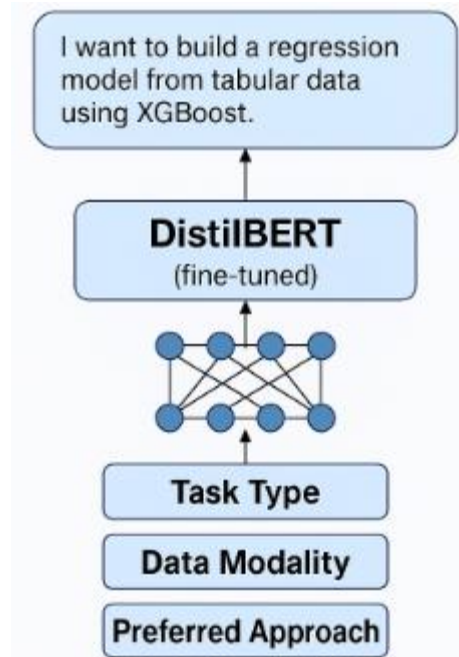 I want to build a regression
model from tabular data
using XGBoost.
DistilBERT
(fine-tuned)
Task Type
Data Modality
Preferred Approach